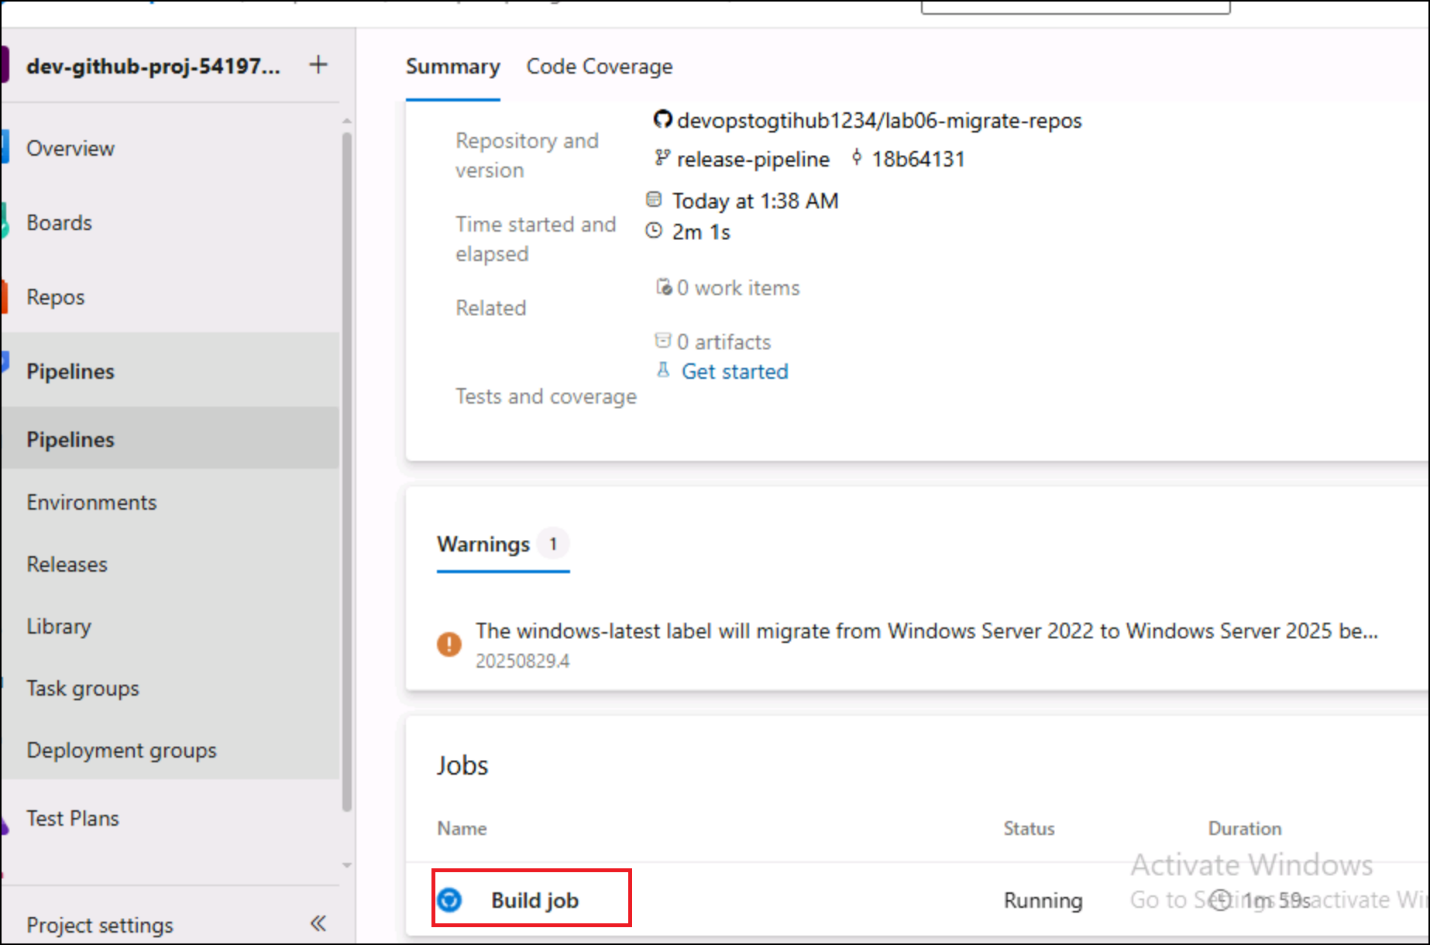 dev-github-proj-54197... +
Overview
Boards
Repos
Pipelines
Pipelines
Environments
Releases
Library
Task groups
Deployment groups
Test Plans
Project settings
Summary Code Coverage
Repository and version
devopstogtihub1234/lab06-migrate-repos
release-pipeline 18b64131
Time started and elapsed
Today at 1:38 AM
2m 1s
Related
0 work items
0 artifacts
Tests and coverage
Get started
Warnings 1
The windows-latest label will migrate from Windows Server 2022 to Windows Server 2025 be...
20250829.4
Jobs
Name Status Duration
Build job Running 1m 59s
Activate Windows
Go to Settings to activate Wi